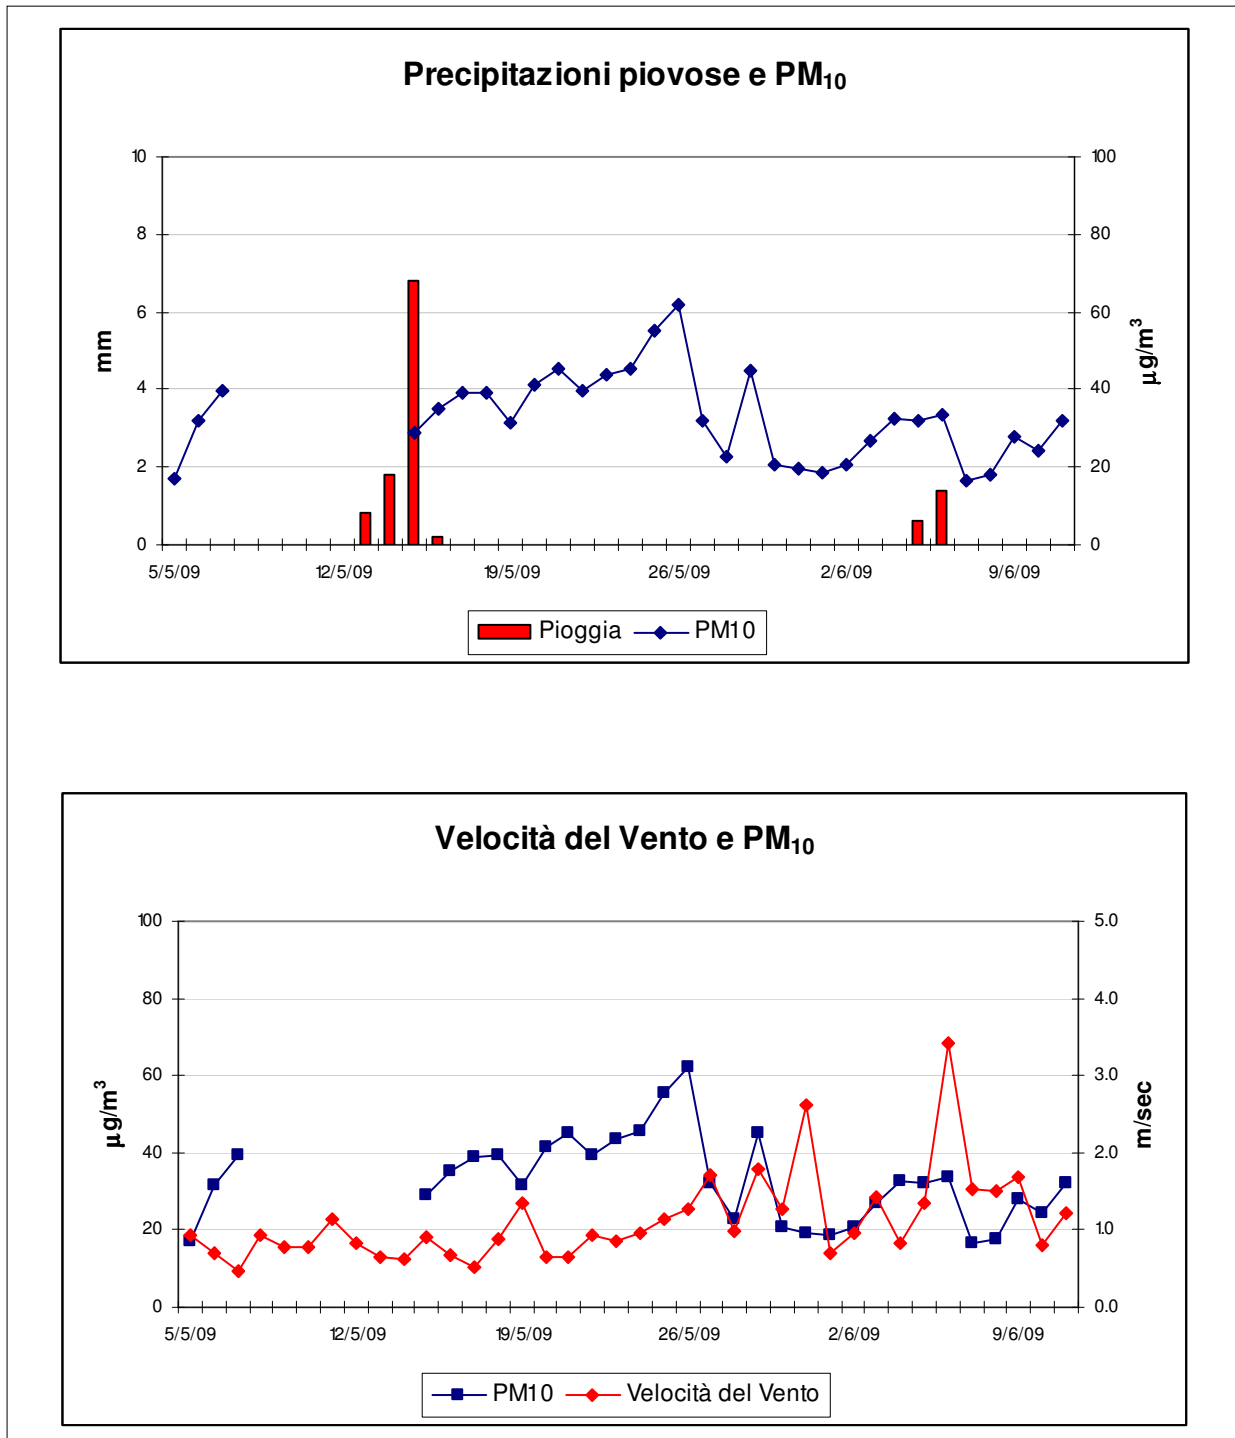 Precipitazioni piovose e PM10
10
8
6
4
2
0
mm
100
80
60
40
20
0
µg/m³
5/5/09 12/5/09 19/5/09 26/5/09 2/6/09 9/6/09
Pioggia PM10
Velocità del Vento e PM10
100
80
60
40
20
0
µg/m³
5.0
4.0
3.0
2.0
1.0
0.0
m/sec
5/5/09 12/5/09 19/5/09 26/5/09 2/6/09 9/6/09
PM10 Velocità del Vento